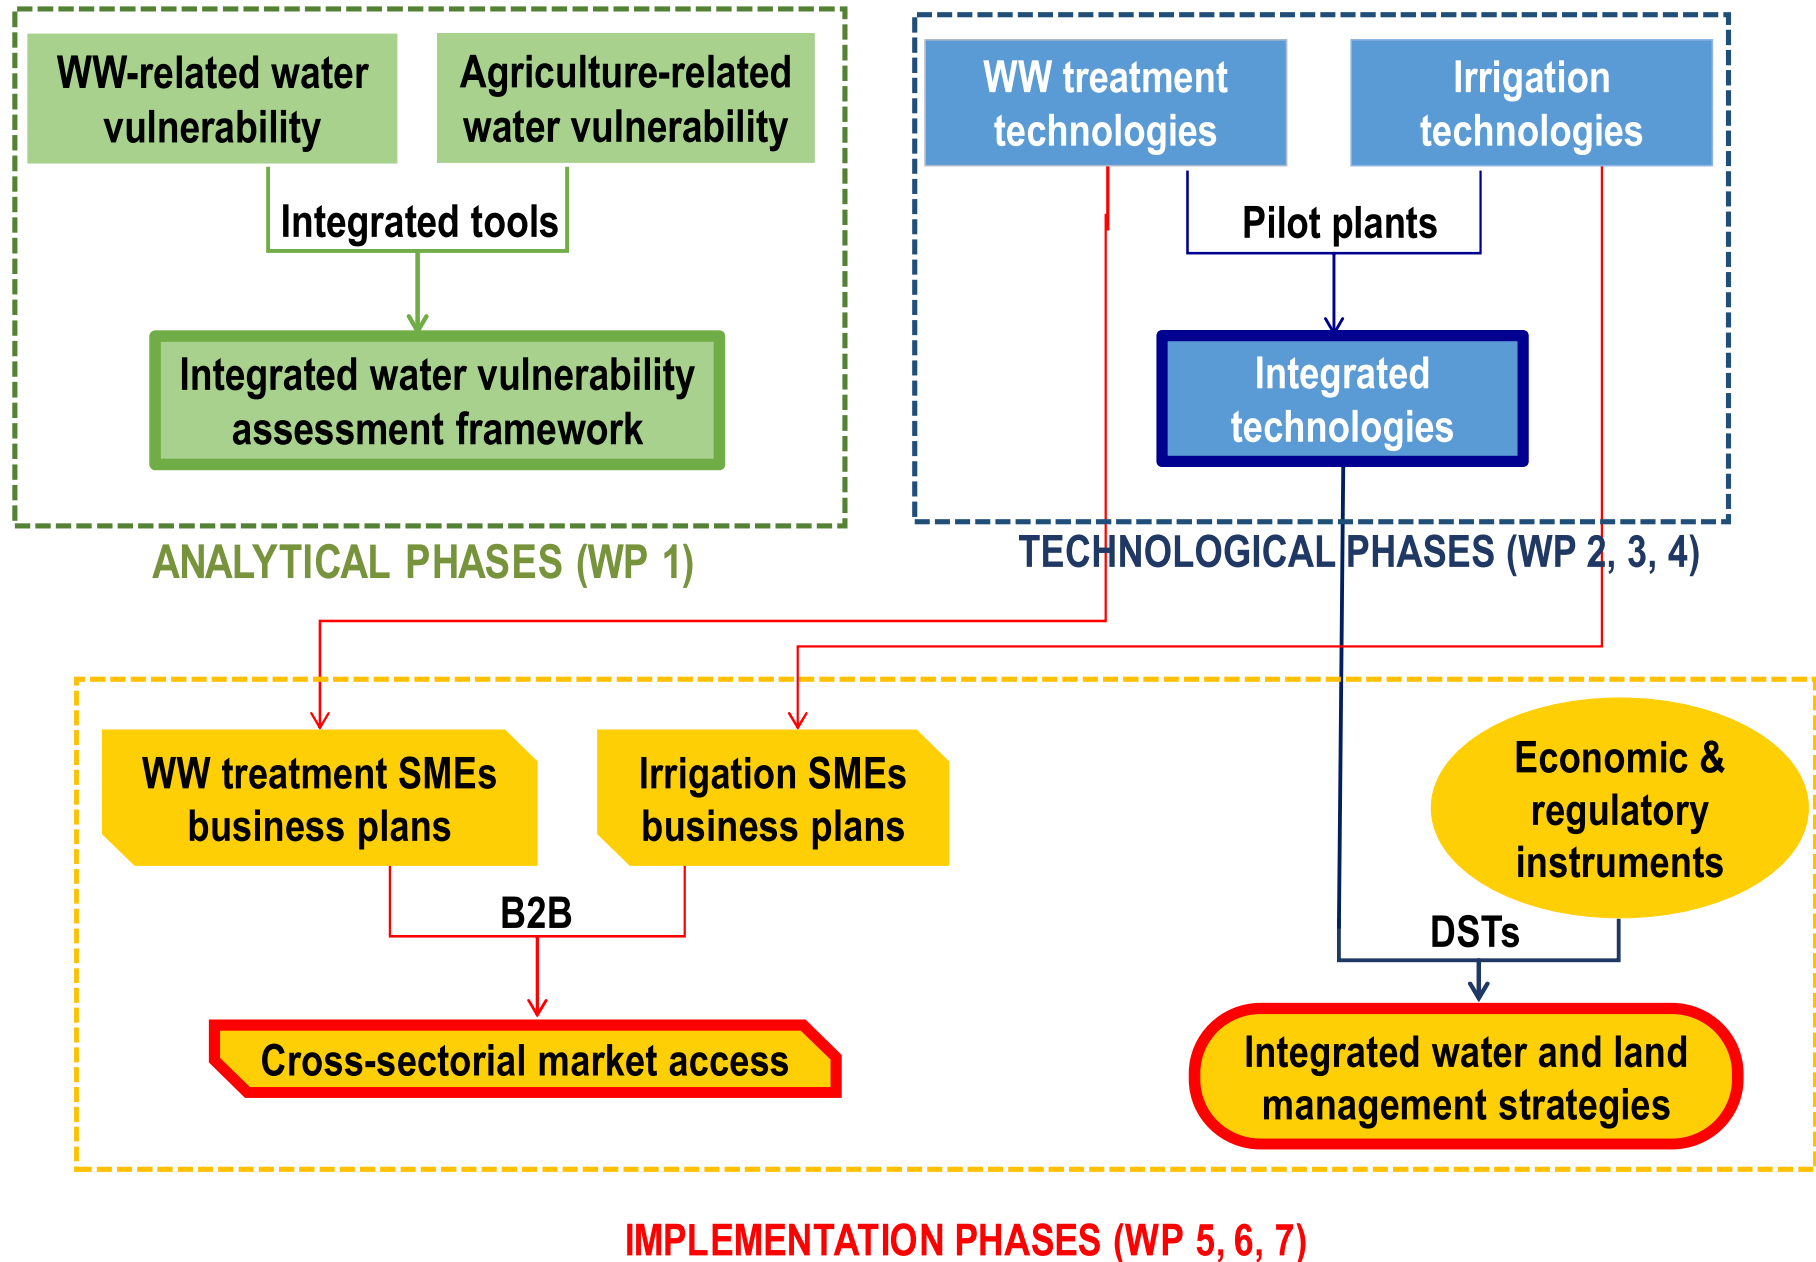 WW-related water
vulnerability
Agriculture-related
water vulnerability
Integrated tools
Integrated water vulnerability
assessment framework
ANALYTICAL PHASES (WP 1)
WW treatment
technologies
Irrigation
technologies
Pilot plants
Integrated
technologies
TECHNOLOGICAL PHASES (WP 2, 3, 4)
WW treatment SMEs
business plans
Irrigation SMEs
business plans
B2B
Cross-sectorial market access
Economic &
regulatory
instruments
DSTs
Integrated water and land
management strategies
IMPLEMENTATION PHASES (WP 5, 6, 7)